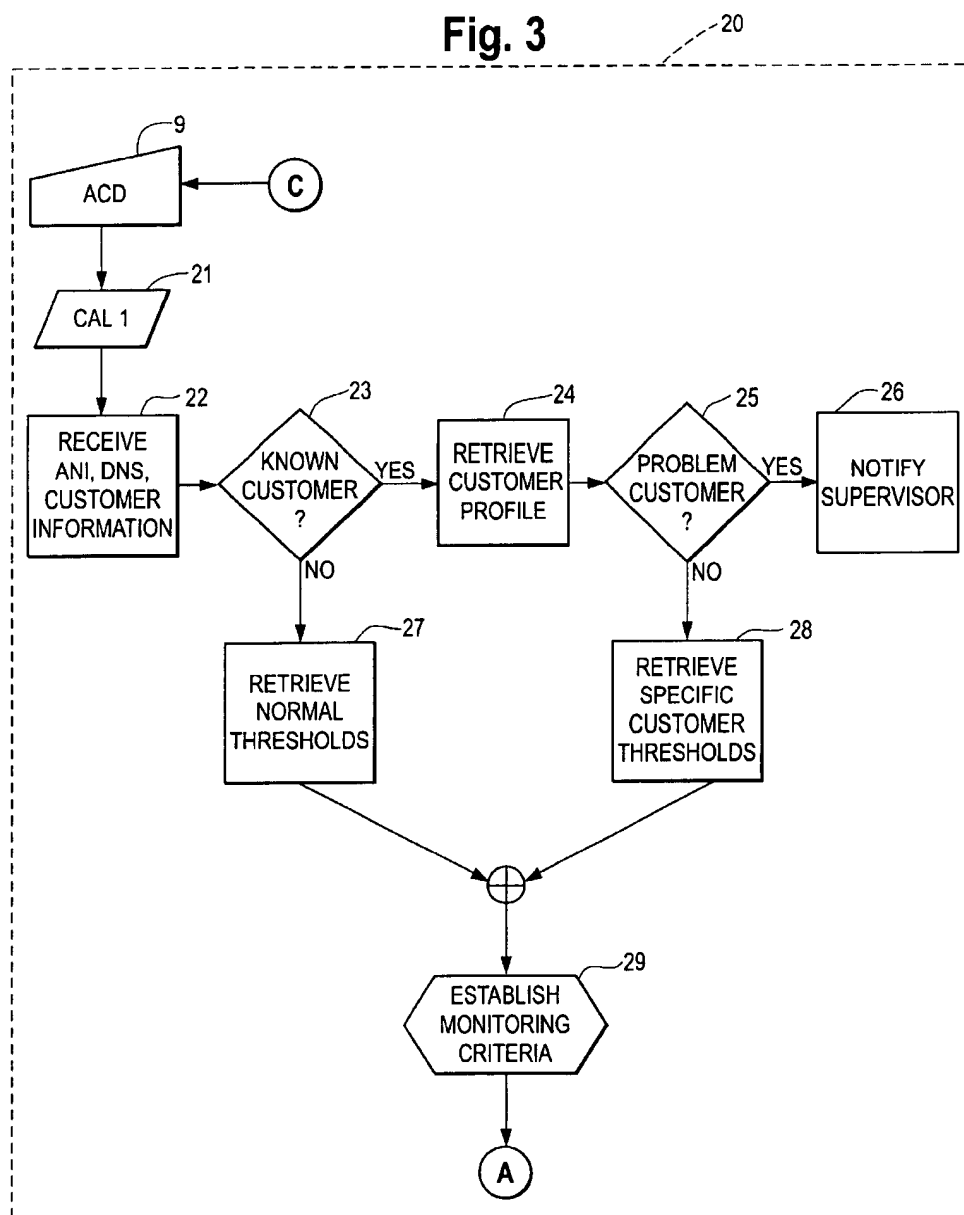 Fig. 3
20
9
ACD
C
21
CAL 1
22
RECEIVE
ANI, DNS,
CUSTOMER
INFORMATION
23
KNOWN
CUSTOMER
?
YES
NO
24
RETRIEVE
CUSTOMER
PROFILE
25
PROBLEM
CUSTOMER
?
YES
NO
26
NOTIFY
SUPERVISOR
27
RETRIEVE
NORMAL
THRESHOLDS
28
RETRIEVE
SPECIFIC
CUSTOMER
THRESHOLDS
29
ESTABLISH
MONITORING
CRITERIA
A